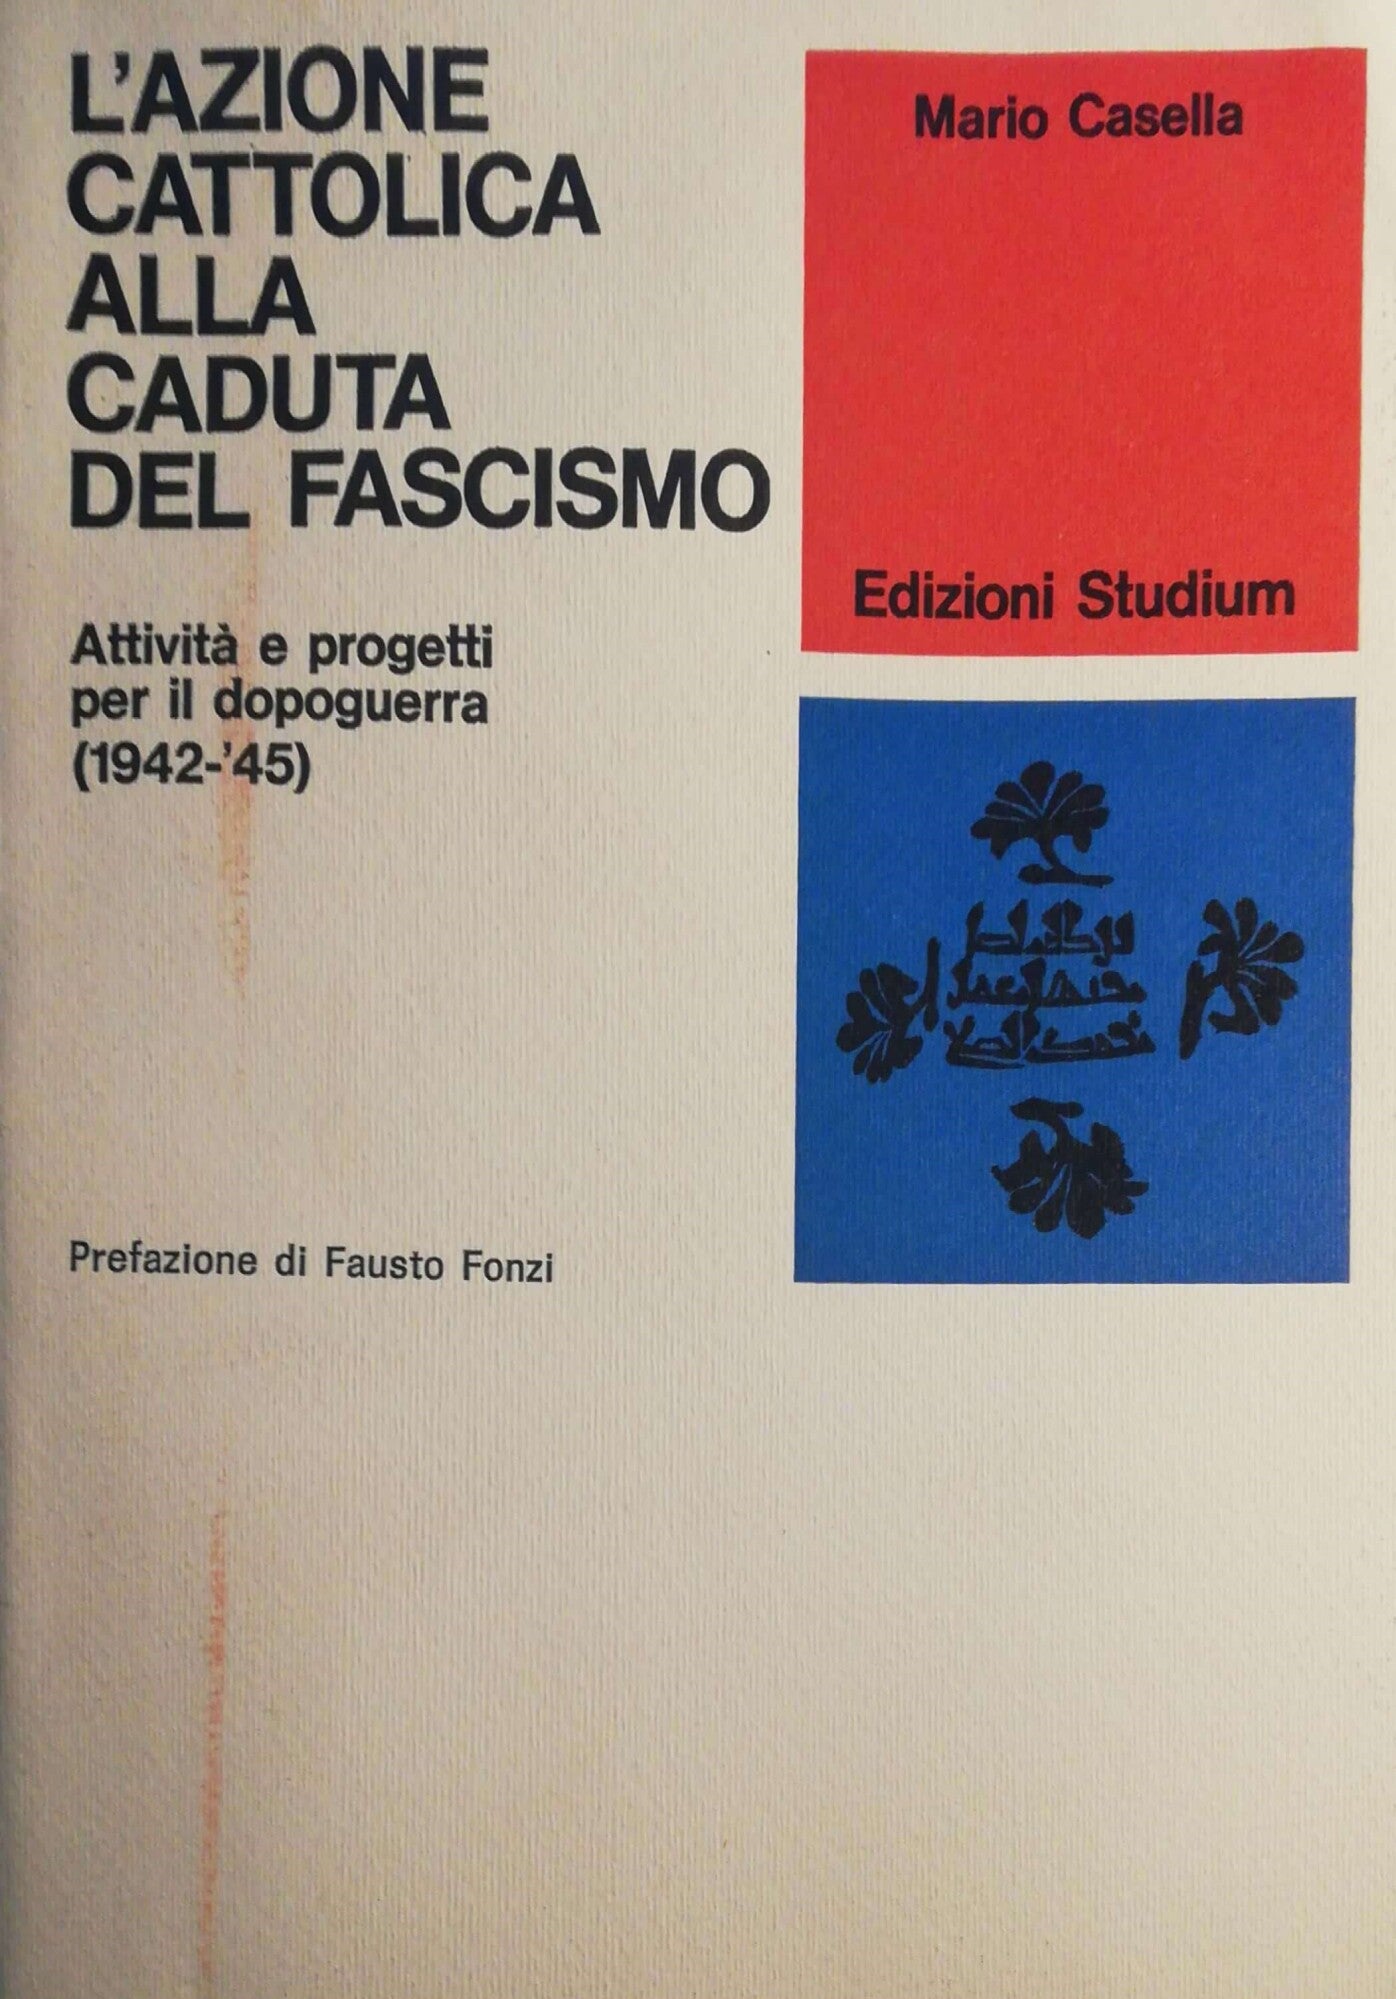 L'AZIONE
CATTOLICA
ALLA
CADUTA
DEL FASCISMO
Attività e progetti
per il dopoguerra
(1942-'45)
Prefazione di Fausto Fonzi
Mario Casella
Edizioni Studium